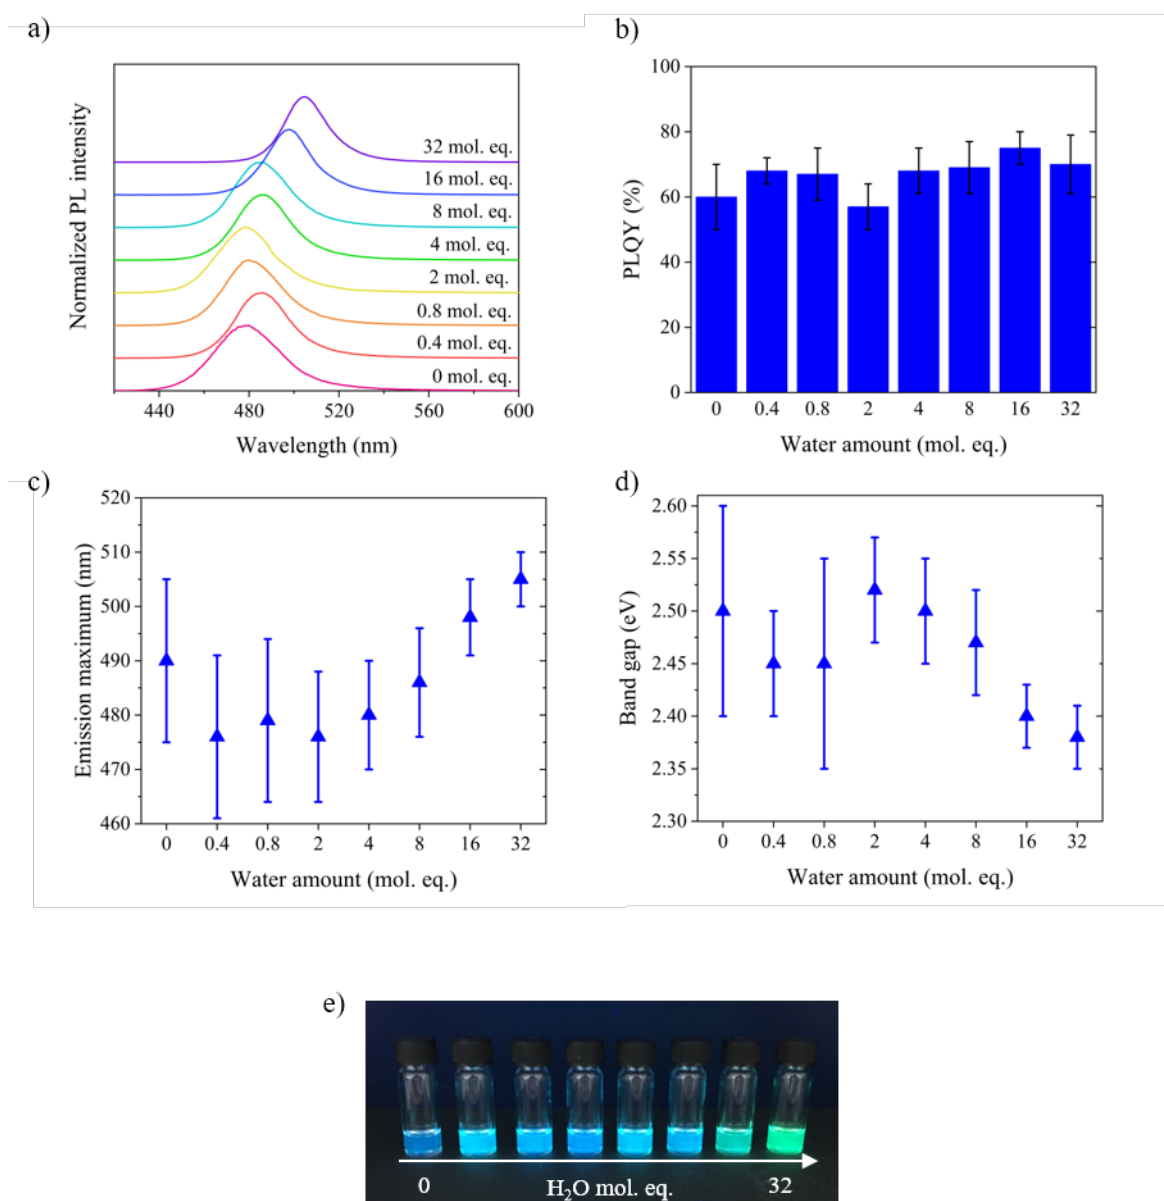 a)
Normalized PL intensity
32 mol. eq.
16 mol. eq.
8 mol. eq.
4 mol. eq.
2 mol. eq.
0.8 mol. eq.
0.4 mol. eq.
0 mol. eq.
440 480 520 560 600
Wavelength (nm)
b)
PLQY (%)
100
80
60
40
20
0
0 0.4 0.8 2 4 8 16 32
Water amount (mol. eq.)
c)
Emission maximum (nm)
520
510
500
490
480
470
460
0 0.4 0.8 2 4 8 16 32
Water amount (mol. eq.)
d)
Band gap (eV)
2.60
2.55
2.50
2.45
2.40
2.35
2.30
0 0.4 0.8 2 4 8 16 32
Water amount (mol. eq.)
e)
0 H₂O mol. eq. 32